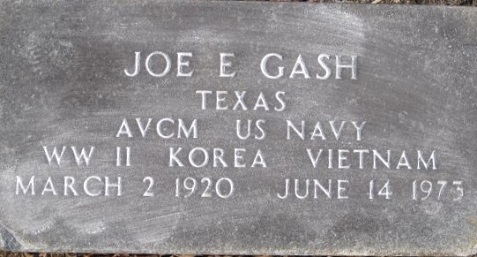 JOE E GASH
TEXAS
AVCM US NAVY
WW II KOREA VIETNAM
MARCH 2 1920 JUNE 14 1973